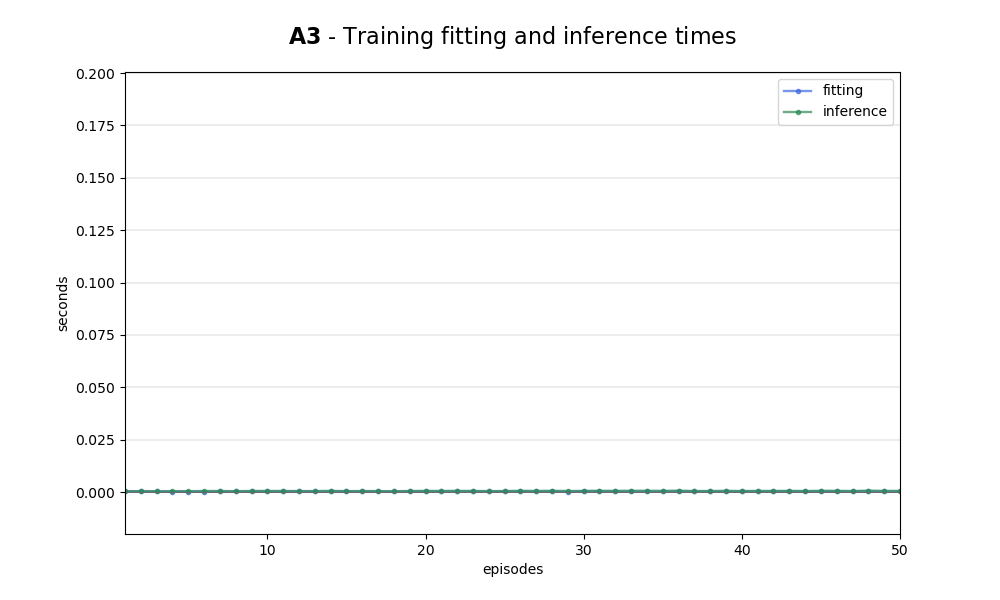 A3 - Training fitting and inference times
0.200
0.175
0.150
0.125
0.100
0.075
0.050
0.025
0.000
seconds
fitting
inference
10 20 30 40 50
episodes